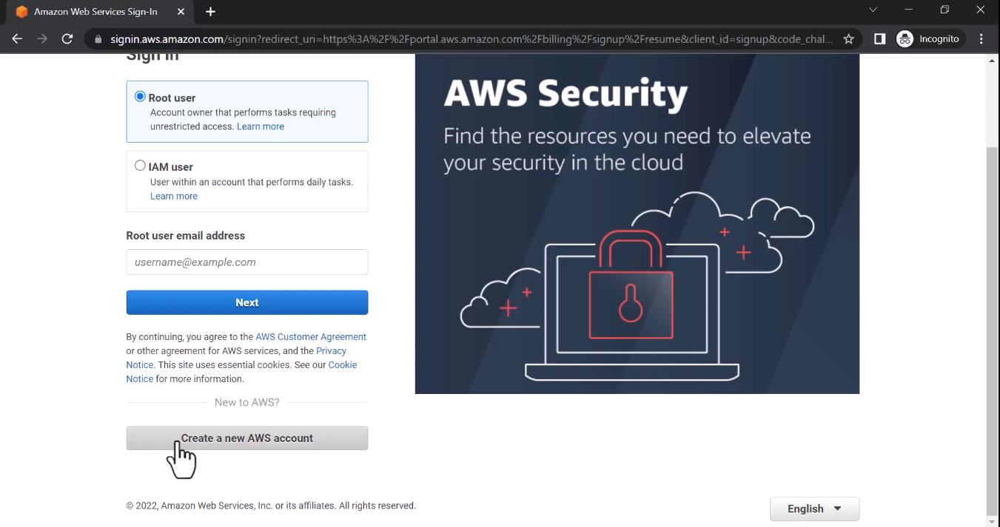 Amazon Web Services Sign-In
signin.aws.amazon.com/signin?redirect_uri=https%3A%2F%2Fportal.aws.amazon.com%2Fbilling%2Fsignup%2Fresume&client_id=signup&code_chal...
Incognito
Sign in
Root user
Account owner that performs tasks requiring
unrestricted access. Learn more
IAM user
User within an account that performs daily tasks.
Learn more
Root user email address
username@example.com
Next
By continuing, you agree to the AWS Customer Agreement
or other agreement for AWS services, and the Privacy
Notice. This site uses essential cookies. See our Cookie
Notice for more information.
New to AWS?
Create a new AWS account
AWS Security
Find the resources you need to elevate
your security in the cloud
© 2022, Amazon Web Services, Inc. or its affiliates. All rights reserved.
English